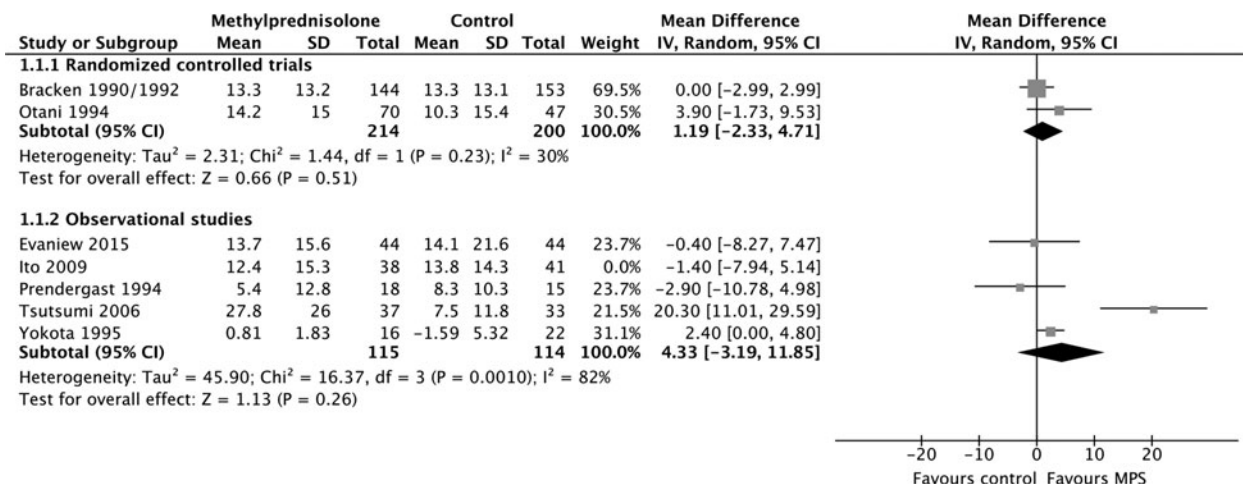 Methylprednisolone Control Mean Difference Mean Difference
Study or Subgroup Mean SD Total Mean SD Total Weight IV, Random, 95% CI IV, Random, 95% CI
1.1.1 Randomized controlled trials
Bracken 1990/1992 13.3 13.2 144 13.3 13.1 153 69.5% 0.00 [-2.99, 2.99]
Otani 1994 14.2 15 70 10.3 15.4 47 30.5% 3.90 [-1.73, 9.53]
Subtotal (95% CI) 214 200 100.0% 1.19 [-2.33, 4.71]
Heterogeneity: Tau² = 2.31; Chi² = 1.44, df = 1 (P = 0.23); I² = 30%
Test for overall effect: Z = 0.66 (P = 0.51)
1.1.2 Observational studies
Evaniew 2015 13.7 15.6 44 14.1 21.6 44 23.7% -0.40 [-8.27, 7.47]
Ito 2009 12.4 15.3 38 13.8 14.3 41 0.0% -1.40 [-7.94, 5.14]
Prendergast 1994 5.4 12.8 18 8.3 10.3 15 23.7% -2.90 [-10.78, 4.98]
Tsutsumi 2006 27.8 26 37 7.5 11.8 33 21.5% 20.30 [11.01, 29.59]
Yokota 1995 0.81 1.83 16 -1.59 5.32 22 31.1% 2.40 [0.00, 4.80]
Subtotal (95% CI) 115 114 100.0% 4.33 [-3.19, 11.85]
Heterogeneity: Tau² = 45.90; Chi² = 16.37, df = 3 (P = 0.0010); I² = 82%
Test for overall effect: Z = 1.13 (P = 0.26)
-20 -10 0 10 20
Favours control Favours MPS